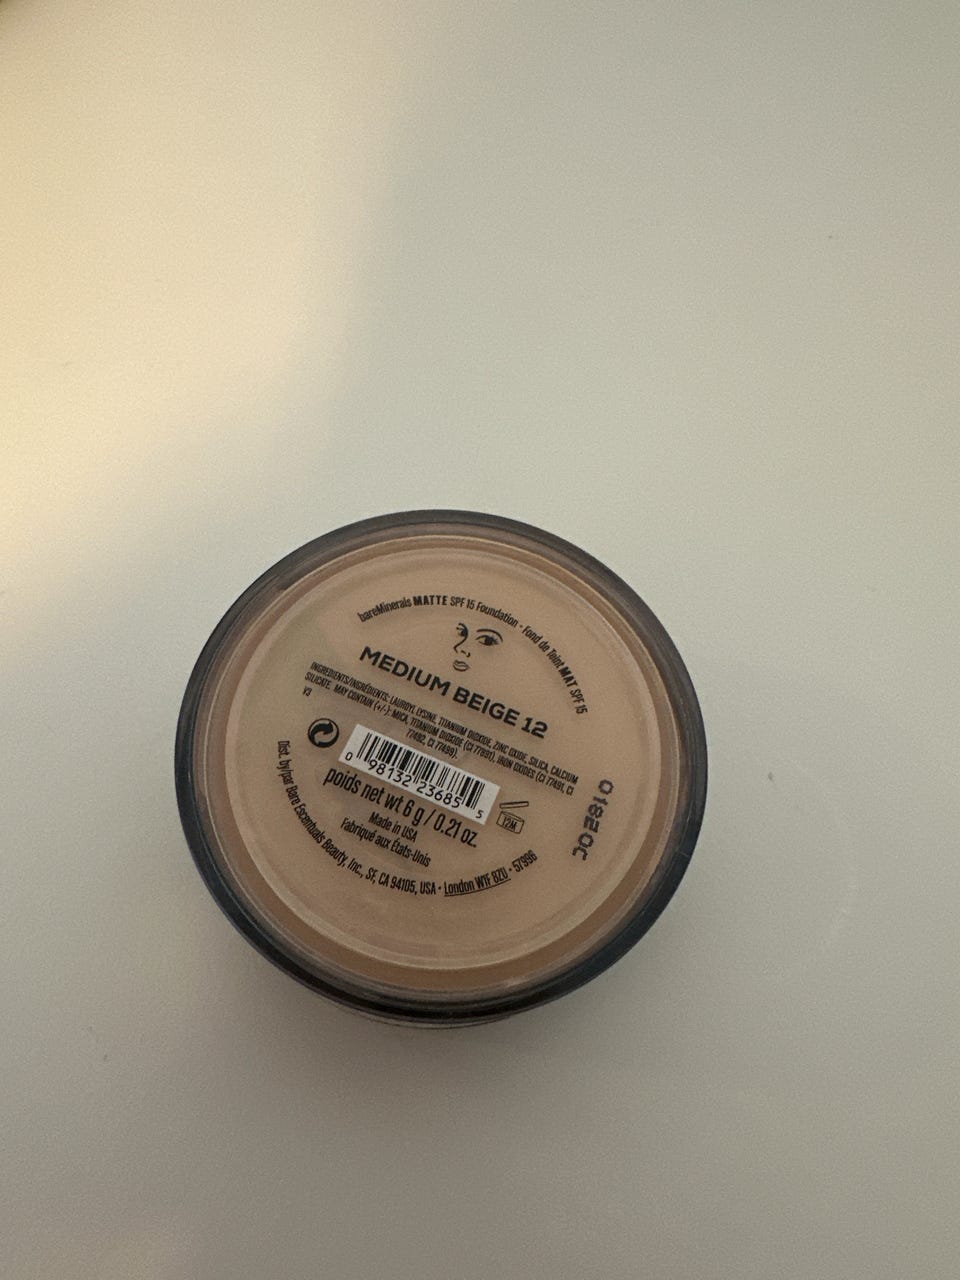 bareMinerals MATTE SPF 15 Foundation - Fond de Teint MAT SPF 15
MEDIUM BEIGE 12
INGREDIENTS/INGRÉDIENTS: LAUROYL LYSINE, TITANIUM DIOXIDE, ZINC OXIDE, SILICA, CALCIUM
SILICATE. MAY CONTAIN (+/-): MICA, TITANIUM DIOXIDE (CI 77891), IRON OXIDES (CI 77491, CI
77492, CI 77499).
V3
0 98132 23685 5
poids net wt 6 g / 0.21 oz.
12M
Made in USA
Fabriqué aux États-Unis
Dist. by/par Bare Escentuals Beauty, Inc., SF, CA 94105, USA • London W1F 8ZU • 57996